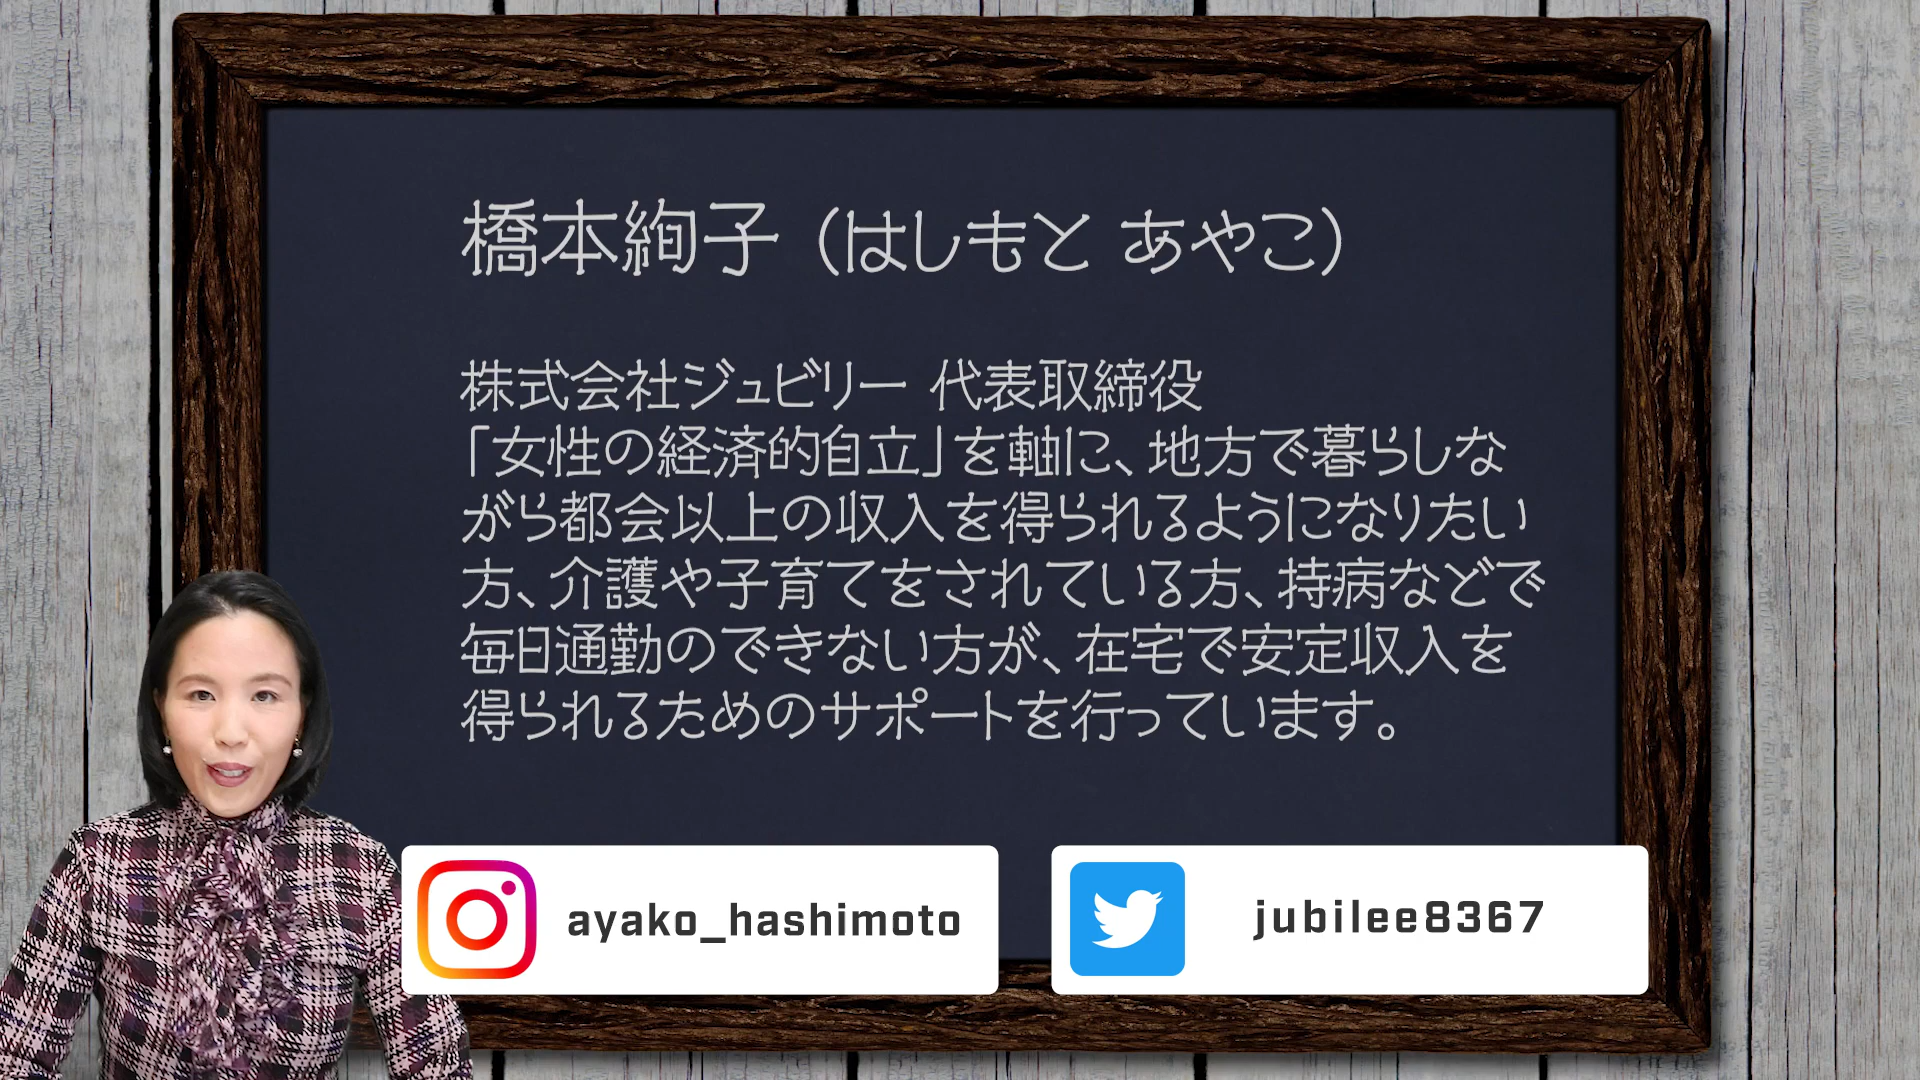 橋本絢子（はしもと あやこ）
株式会社ジュビリー 代表取締役
「女性の経済的自立」を軸に、地方で暮らしな
がら都会以上の収入を得られるようになりたい
方、介護や子育てをされている方、持病などで
毎日通勤のできない方が、在宅で安定収入を
得られるためのサポートを行っています。
ayako_hashimoto
jubilee8367